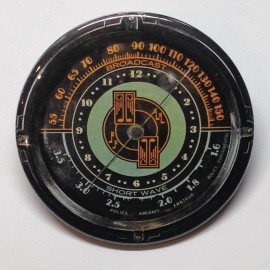 55 60 65 70 80 90 100 110 120 130 140 150
BROADCAST
12 1 2 3 4 5 6 7 8 9 10 11
3.5 3.0 2.5 2.0 1.8 1.6
SHORT WAVE
POLICE AIRCRAFT AMATEUR